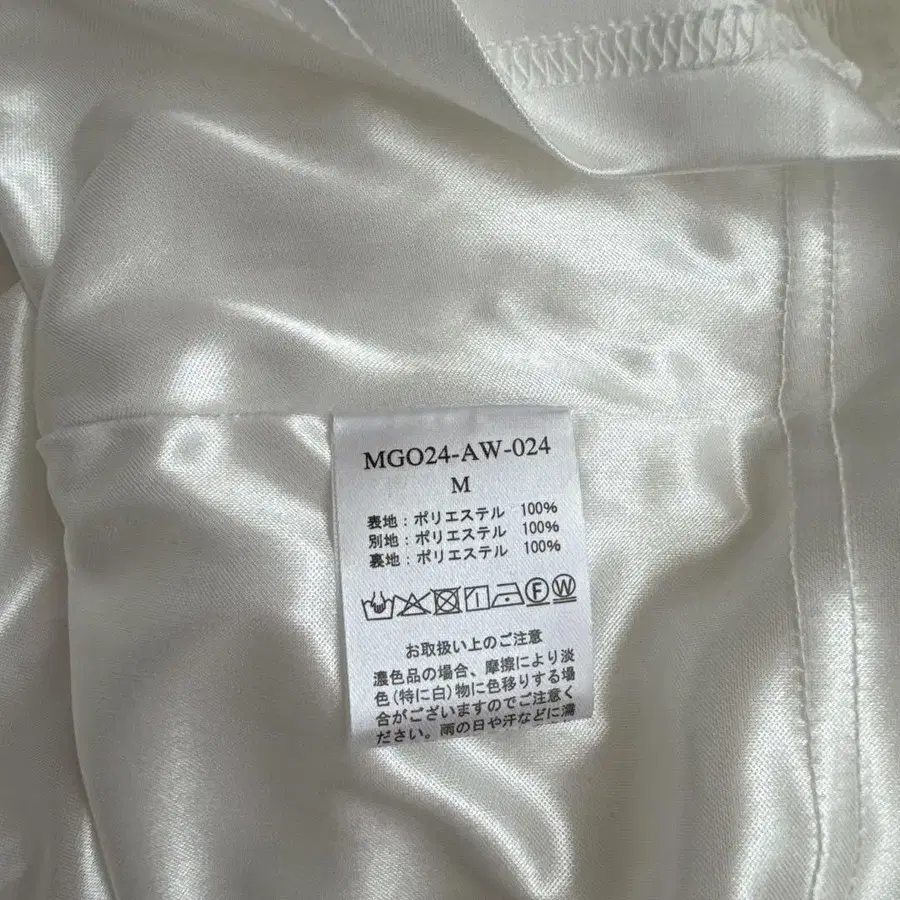 MGO24-AW-024
M
表地：ポリエステル 100%
別地：ポリエステル 100%
裏地：ポリエステル 100%
F W
お取扱い上のご注意
濃色品の場合、摩擦により淡
色(特に白)物に色移りする場
合がございますのでご注意く
ださい。雨の日や汗などに濡